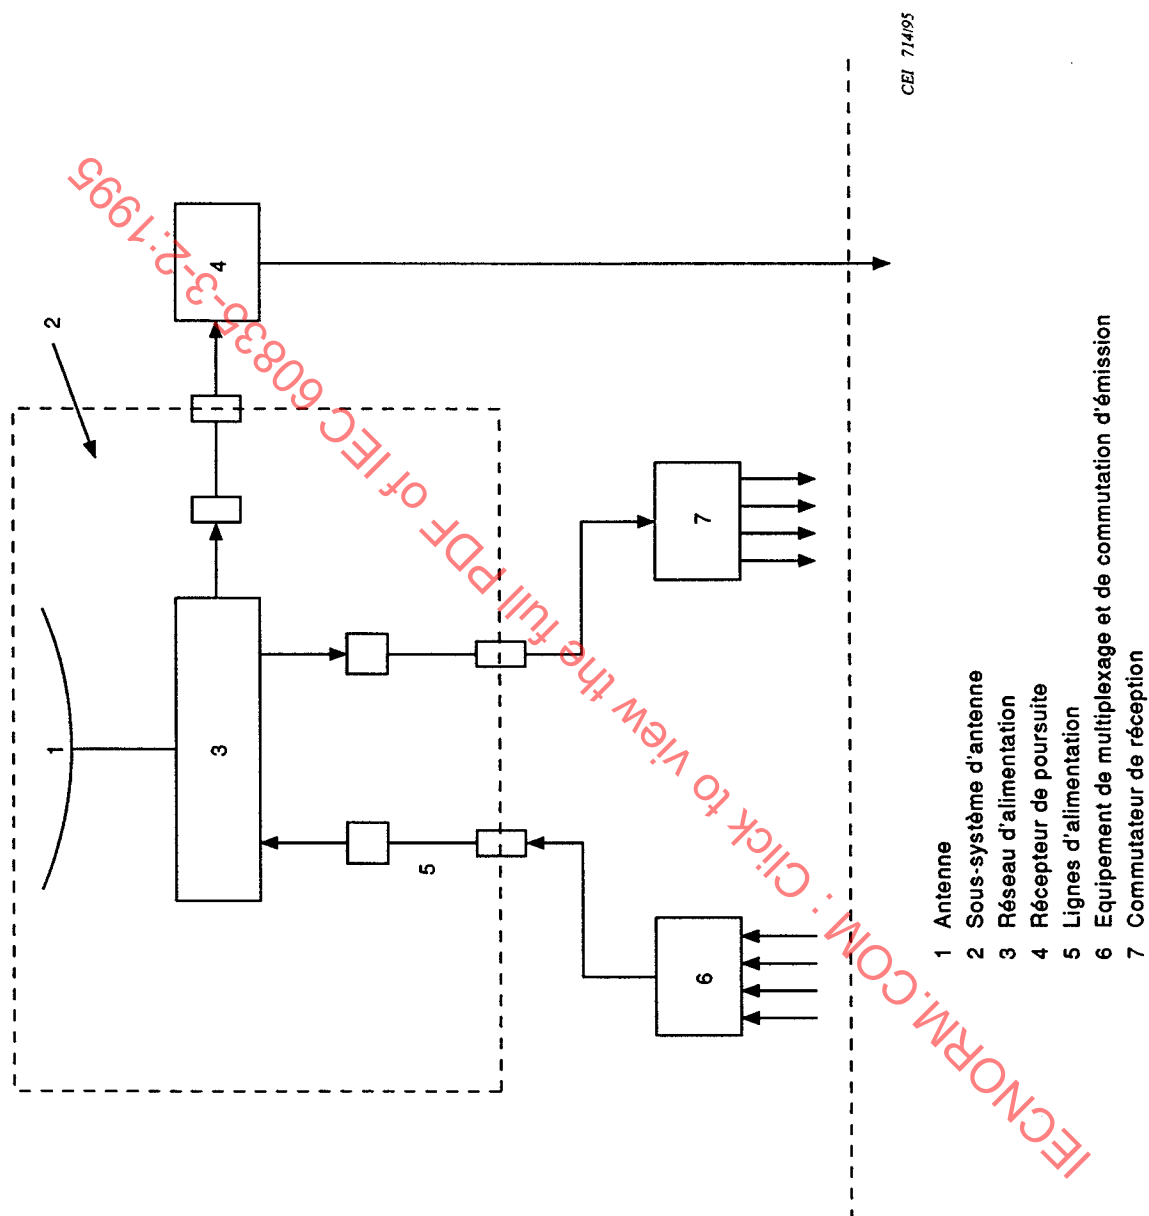 CEI 714/95
2
4
1
3
7
5
6
1 Antenne
2 Sous-système d'antenne
3 Réseau d'alimentation
4 Récepteur de poursuite
5 Lignes d'alimentation
6 Equipement de multiplexage et de commutation d'émission
7 Commutateur de réception
IECNORM.COM : Click to view the full PDF of IEC 60835-3-2:1995